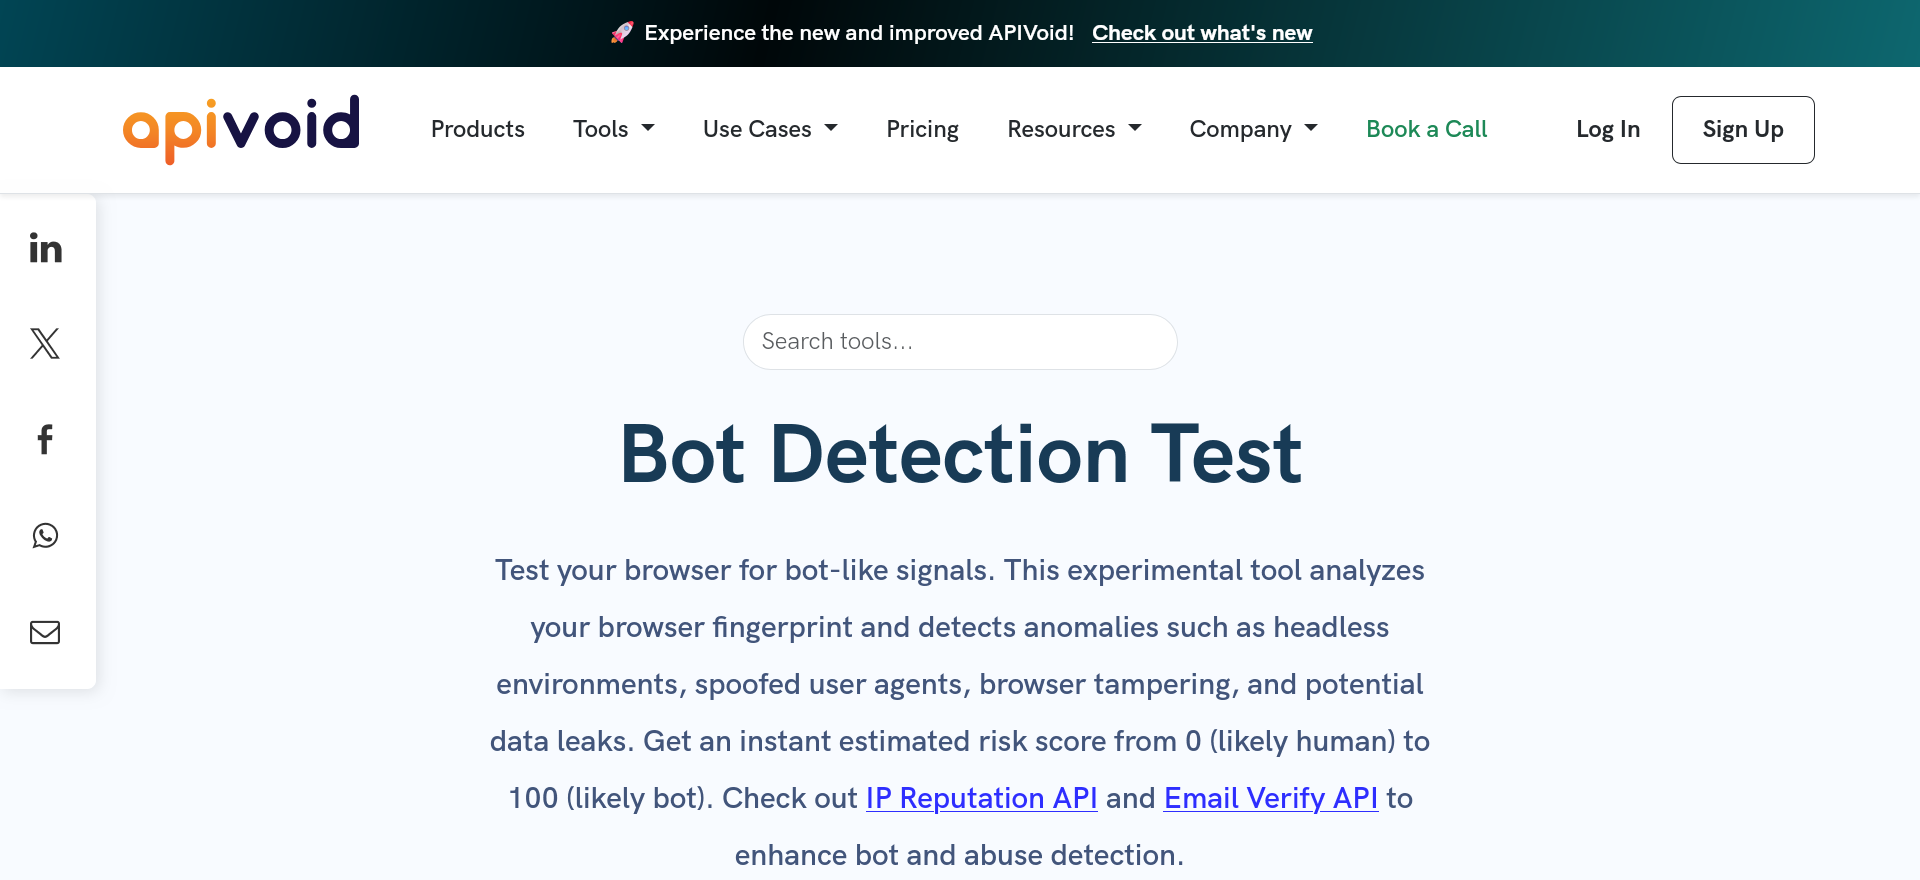 🚀 Experience the new and improved APIVoid! Check out what's new
apivoid
Products Tools Use Cases Pricing Resources Company Book a Call Log In Sign Up
Search tools...
Bot Detection Test
Test your browser for bot-like signals. This experimental tool analyzes
your browser fingerprint and detects anomalies such as headless
environments, spoofed user agents, browser tampering, and potential
data leaks. Get an instant estimated risk score from 0 (likely human) to
100 (likely bot). Check out IP Reputation API and Email Verify API to
enhance bot and abuse detection.